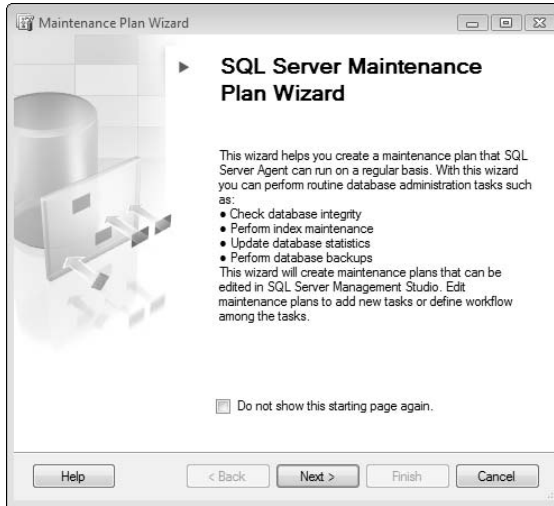 Maintenance Plan Wizard
SQL Server Maintenance
Plan Wizard
This wizard helps you create a maintenance plan that SQL
Server Agent can run on a regular basis. With this wizard
you can perform routine database administration tasks such
as:
● Check database integrity
● Perform index maintenance
● Update database statistics
● Perform database backups
This wizard will create maintenance plans that can be
edited in SQL Server Management Studio. Edit
maintenance plans to add new tasks or define workflow
among the tasks.
Do not show this starting page again.
Help
< Back
Next >
Finish
Cancel